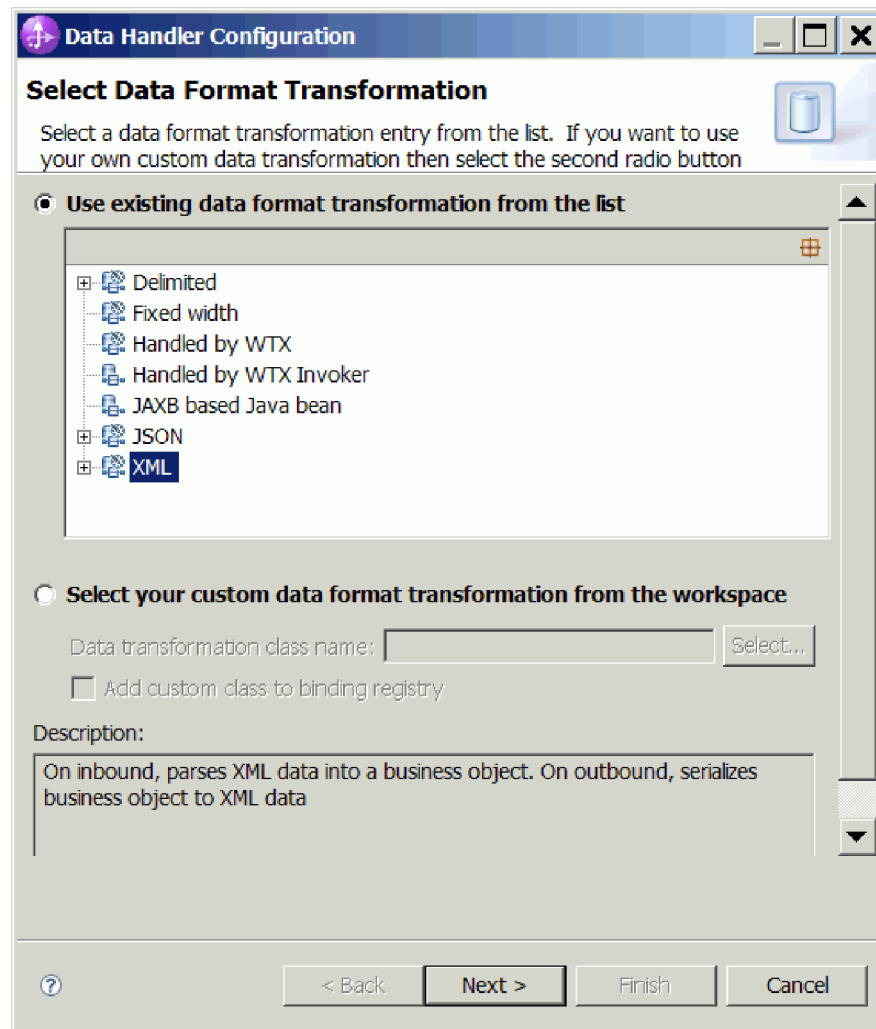 Data Handler Configuration
Select Data Format Transformation
Select a data format transformation entry from the list. If you want to use
your own custom data transformation then select the second radio button
Use existing data format transformation from the list
Delimited
Fixed width
Handled by WTX
Handled by WTX Invoker
JAXB based Java bean
JSON
XML
Select your custom data format transformation from the workspace
Data transformation class name: Select...
Add custom class to binding registry
Description:
On inbound, parses XML data into a business object. On outbound, serializes
business object to XML data
? < Back Next > Finish Cancel